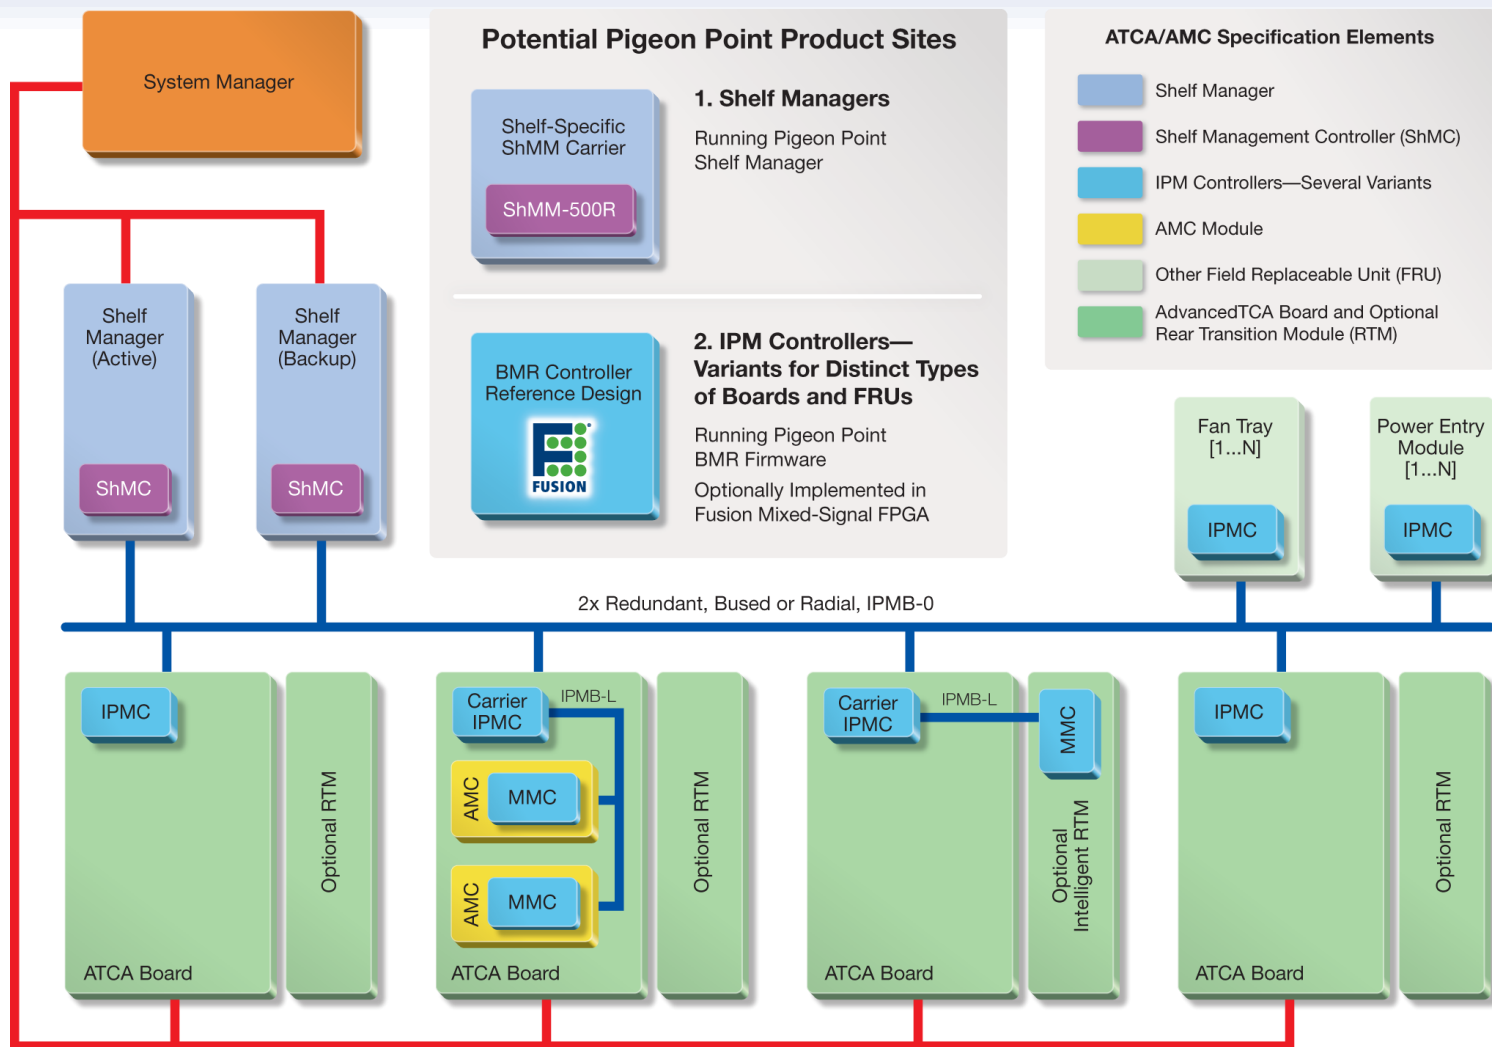 System Manager
Potential Pigeon Point Product Sites
Shelf-Specific
ShMM Carrier
ShMM-500R
1. Shelf Managers
Running Pigeon Point
Shelf Manager
BMR Controller
Reference Design
FUSION
2. IPM Controllers—
Variants for Distinct Types
of Boards and FRUs
Running Pigeon Point
BMR Firmware
Optionally Implemented in
Fusion Mixed-Signal FPGA
ATCA/AMC Specification Elements
Shelf Manager
Shelf Management Controller (ShMC)
IPM Controllers—Several Variants
AMC Module
Other Field Replaceable Unit (FRU)
AdvancedTCA Board and Optional
Rear Transition Module (RTM)
Shelf
Manager
(Active)
ShMC
Shelf
Manager
(Backup)
ShMC
Fan Tray
[1...N]
IPMC
Power Entry
Module
[1...N]
IPMC
2x Redundant, Bused or Radial, IPMB-0
IPMC
ATCA Board
Optional RTM
Carrier
IPMC
IPMB-L
AMC
MMC
AMC
MMC
ATCA Board
Optional RTM
Carrier
IPMC
IPMB-L
MMC
ATCA Board
Optional
Intelligent RTM
IPMC
ATCA Board
Optional RTM